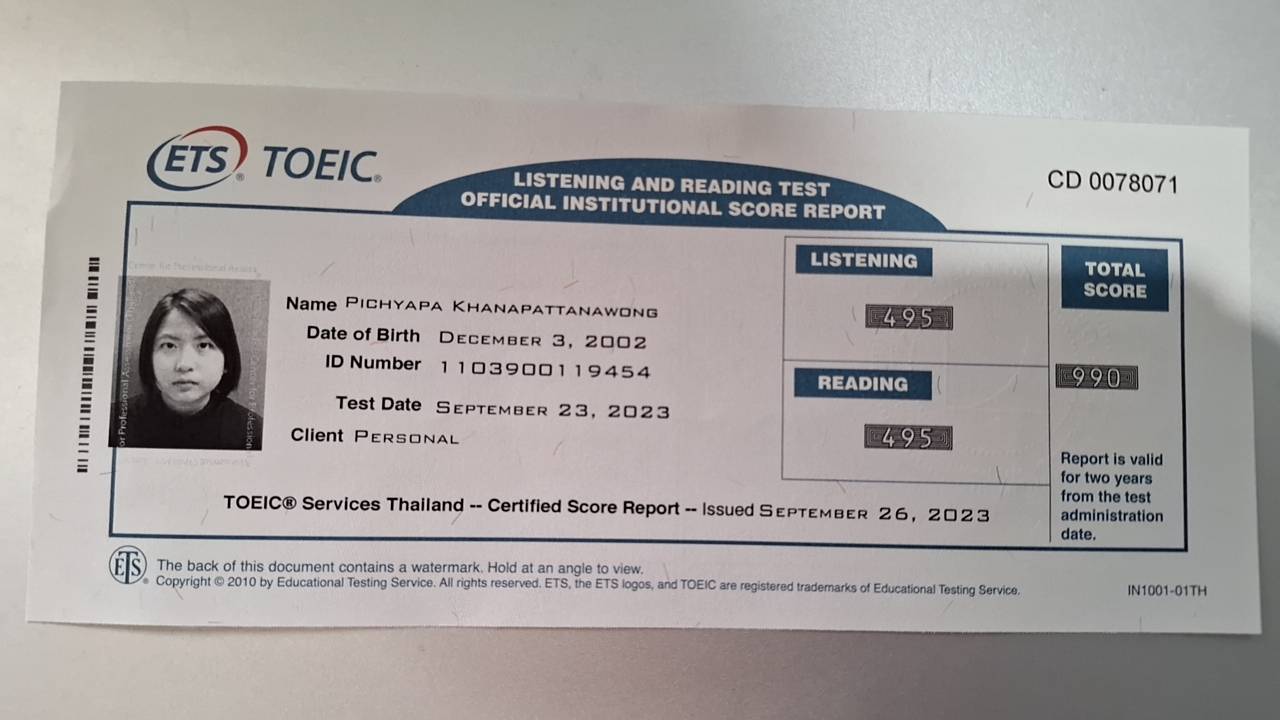 ETS® TOEIC®
LISTENING AND READING TEST
OFFICIAL INSTITUTIONAL SCORE REPORT
CD 0078071
Name PICHYAPA KHANAPATTANAWONG
Date of Birth DECEMBER 3, 2002
ID Number 1103900119454
Test Date SEPTEMBER 23, 2023
Client PERSONAL
LISTENING
495
READING
495
TOTAL
SCORE
990
Report is valid
for two years
from the test
administration
date.
TOEIC® Services Thailand -- Certified Score Report -- Issued SEPTEMBER 26, 2023
ETS® The back of this document contains a watermark. Hold at an angle to view.
Copyright © 2010 by Educational Testing Service. All rights reserved. ETS, the ETS logos, and TOEIC are registered trademarks of Educational Testing Service.
IN1001-01TH